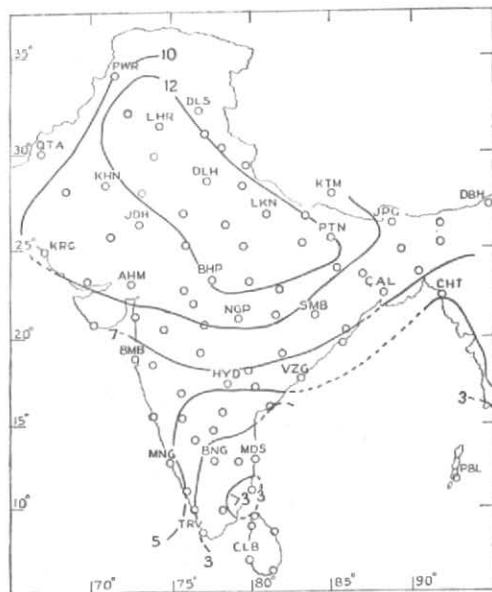 35°
10
PWR
12
DLS
LHR
30°
QTA
DLH
KTM
KHN
DBH
LKN
JPG
JDH
PTN
25°
KRC
BHP
AHM
CAL
CHT
NGP
SMB
20°
7
BMB
VZG
HYD
3
15°
MNG
BNG
MDS
PBL
3
3
10°
TRV
5
3
CLB
70°
75°
80°
85°
90°